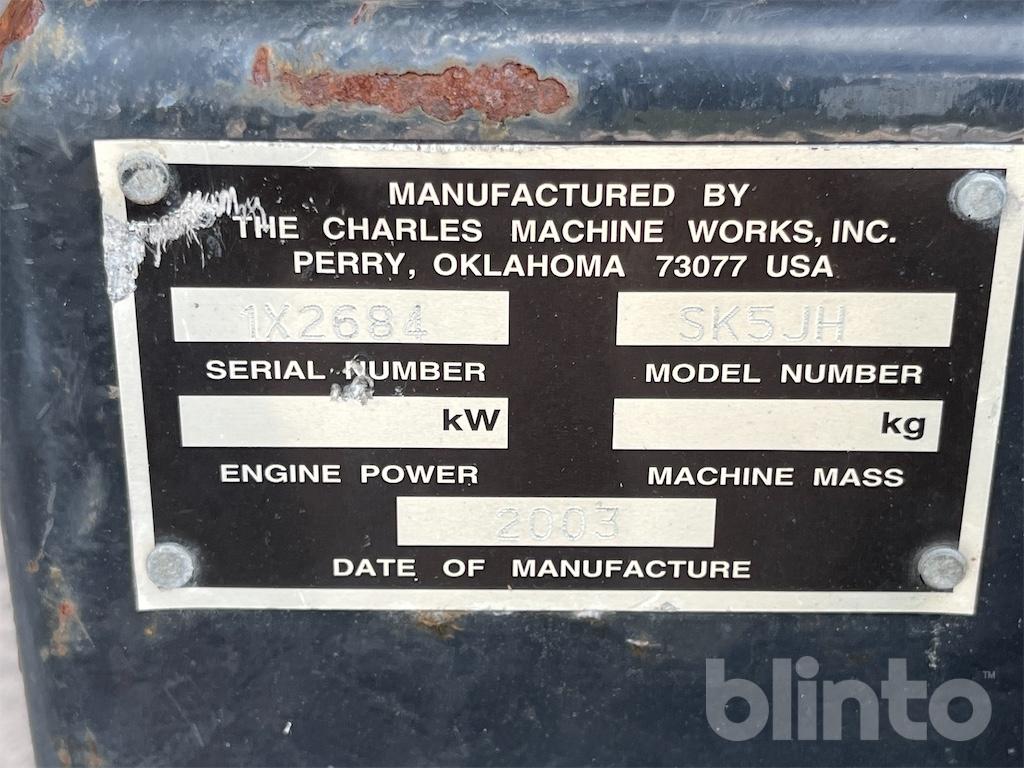 MANUFACTURED BY
THE CHARLES MACHINE WORKS, INC.
PERRY, OKLAHOMA 73077 USA
1X2684 SK5JH
SERIAL NUMBER MODEL NUMBER
kW kg
ENGINE POWER MACHINE MASS
2003
DATE OF MANUFACTURE
blinto™